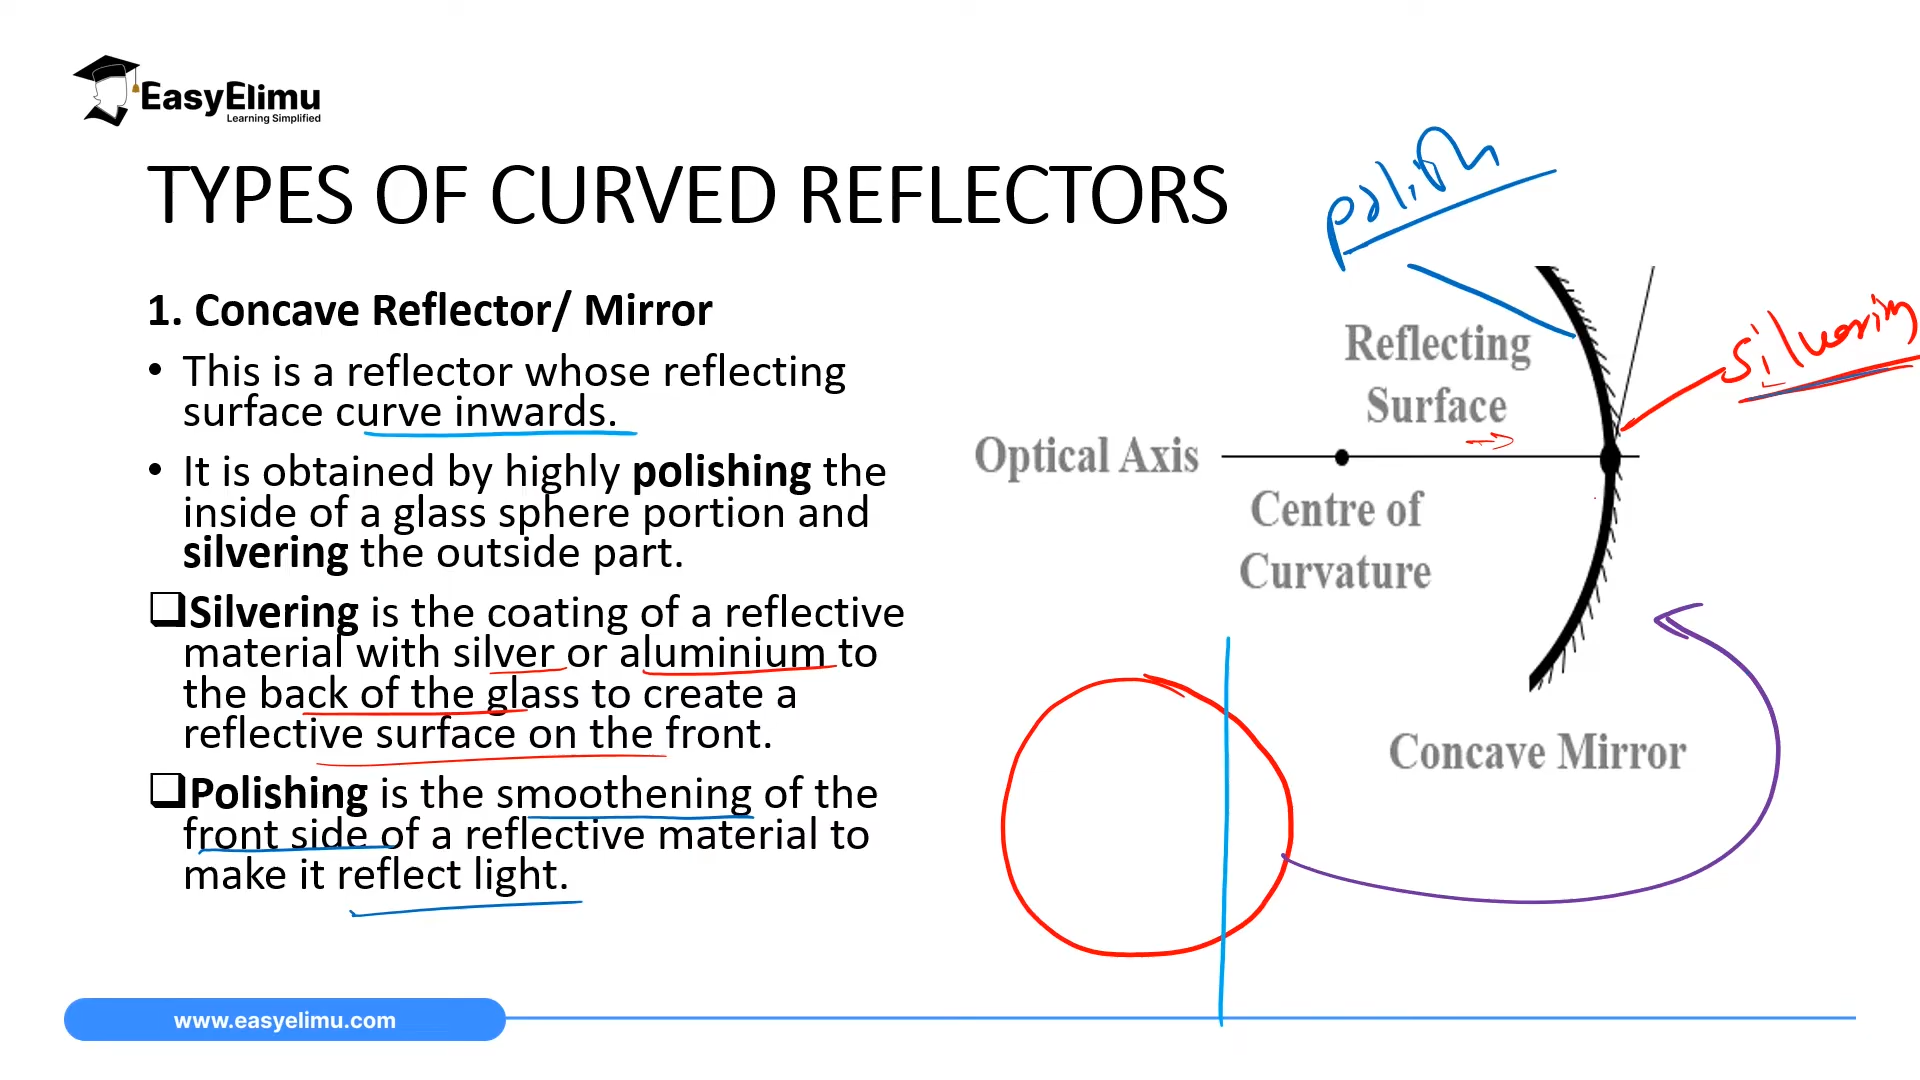 EasyElimu
Learning Simplified
TYPES OF CURVED REFLECTORS
1. Concave Reflector/ Mirror
• This is a reflector whose reflecting
surface curve inwards.
• It is obtained by highly polishing the
inside of a glass sphere portion and
silvering the outside part.
❑Silvering is the coating of a reflective
material with silver or aluminium to
the back of the glass to create a
reflective surface on the front.
❑Polishing is the smoothening of the
front side of a reflective material to
make it reflect light.
polish
Reflecting
Surface
silvering
Optical Axis
Centre of
Curvature
Concave Mirror
www.easyelimu.com